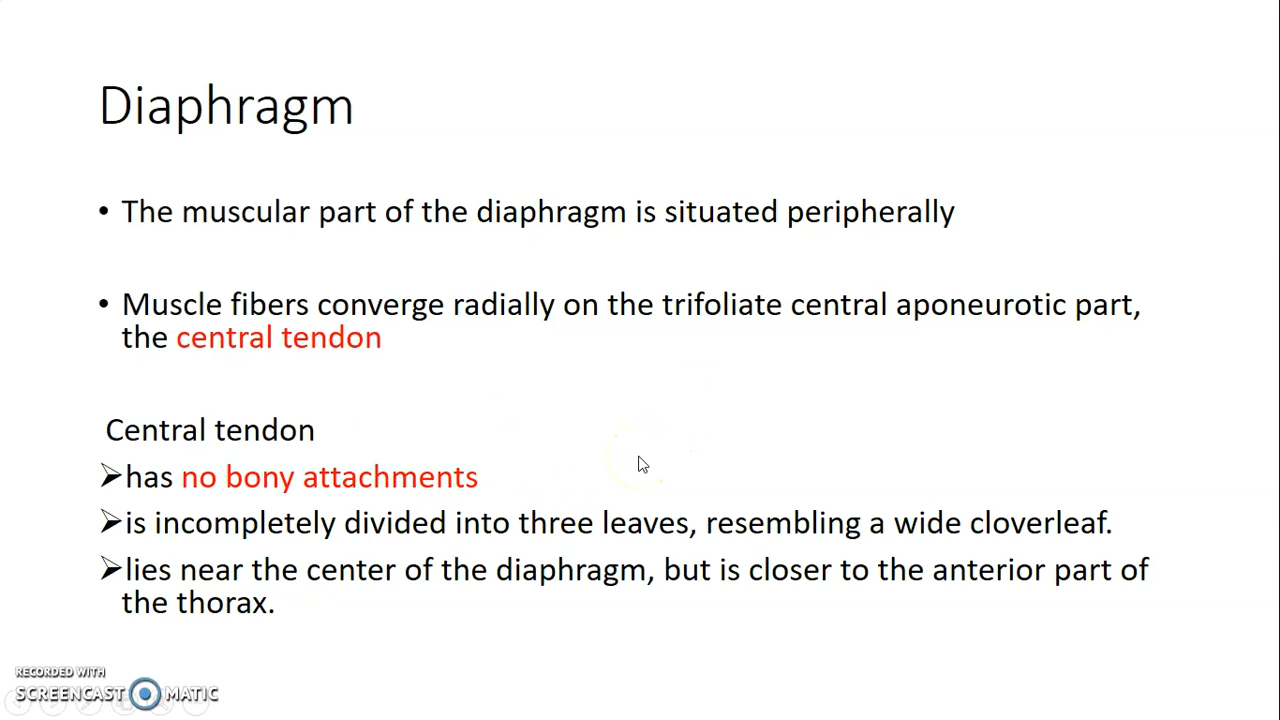 Diaphragm
• The muscular part of the diaphragm is situated peripherally
• Muscle fibers converge radially on the trifoliate central aponeurotic part,
the central tendon
Central tendon
➢has no bony attachments
➢is incompletely divided into three leaves, resembling a wide cloverleaf.
➢lies near the center of the diaphragm, but is closer to the anterior part of
the thorax.
RECORDED WITH
SCREENCAST MATIC